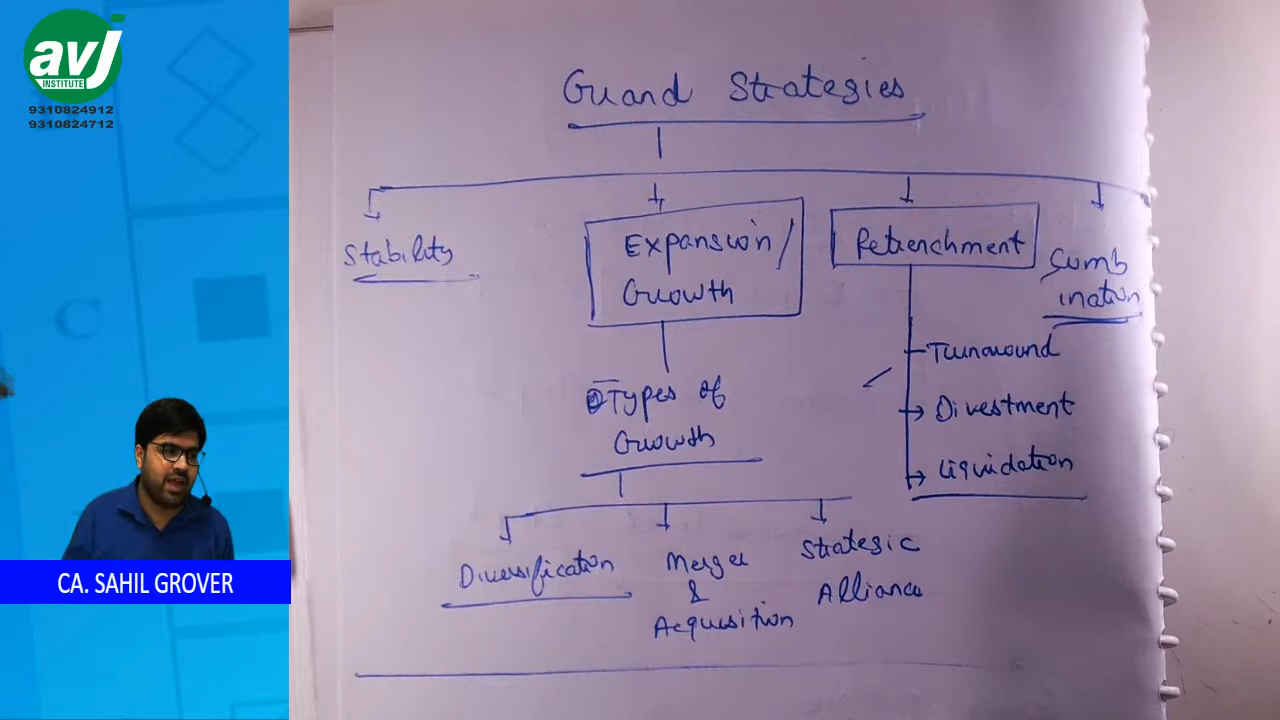 avj
INSTITUTE
9310824912
9310824712
Grand Strategies
Stability
Expansion/
Growth
Retrenchment
Comb
ination
Turnaround
Divestment
Liquidation
Types of
Growth
Diversification
Merger
&
Acquisition
Strategic
Alliance
CA. SAHIL GROVER